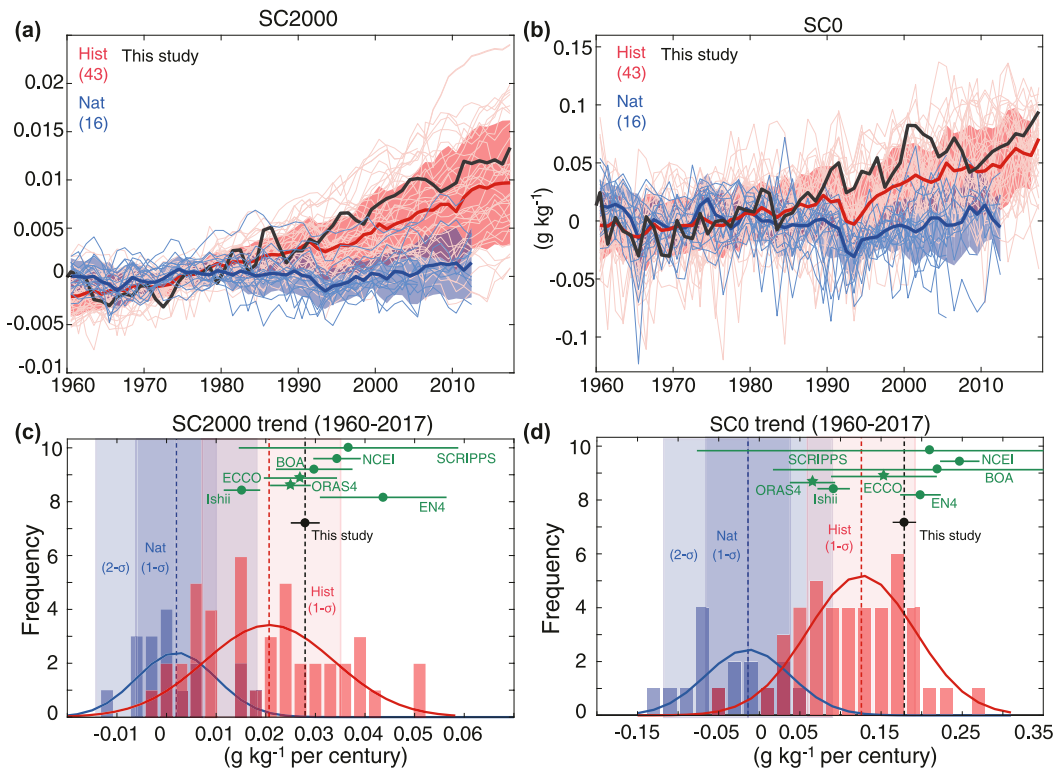 SC2000
(a)
Hist
(43)
This study
Nat
(16)
0.02
0.015
0.01
0.005
0
-0.005
-0.01
1960 1970 1980 1990 2000 2010
SC0
(b)
Hist
(43)
This study
Nat
(16)
(g kg-1)
0.15
0.1
0.05
0
-0.05
-0.1
1960 1970 1980 1990 2000 2010
(c)
SC2000 trend (1960-2017)
Frequency
10
8
6
4
2
0
SCRIPPS
NCEI
BOA
ECCO
ORAS4
Ishii
EN4
This study
Nat
(2-σ)
(1-σ)
Hist
(1-σ)
-0.01 0 0.01 0.02 0.03 0.04 0.05 0.06
(g kg-1 per century)
(d)
SC0 trend (1960-2017)
Frequency
10
8
6
4
2
0
SCRIPPS
NCEI
BOA
ORAS4
ECCO
Ishii
EN4
This study
Nat
(2-σ)
(1-σ)
Hist
(1-σ)
-0.15 -0.05 0 0.05 0.15 0.25 0.35
(g kg-1 per century)